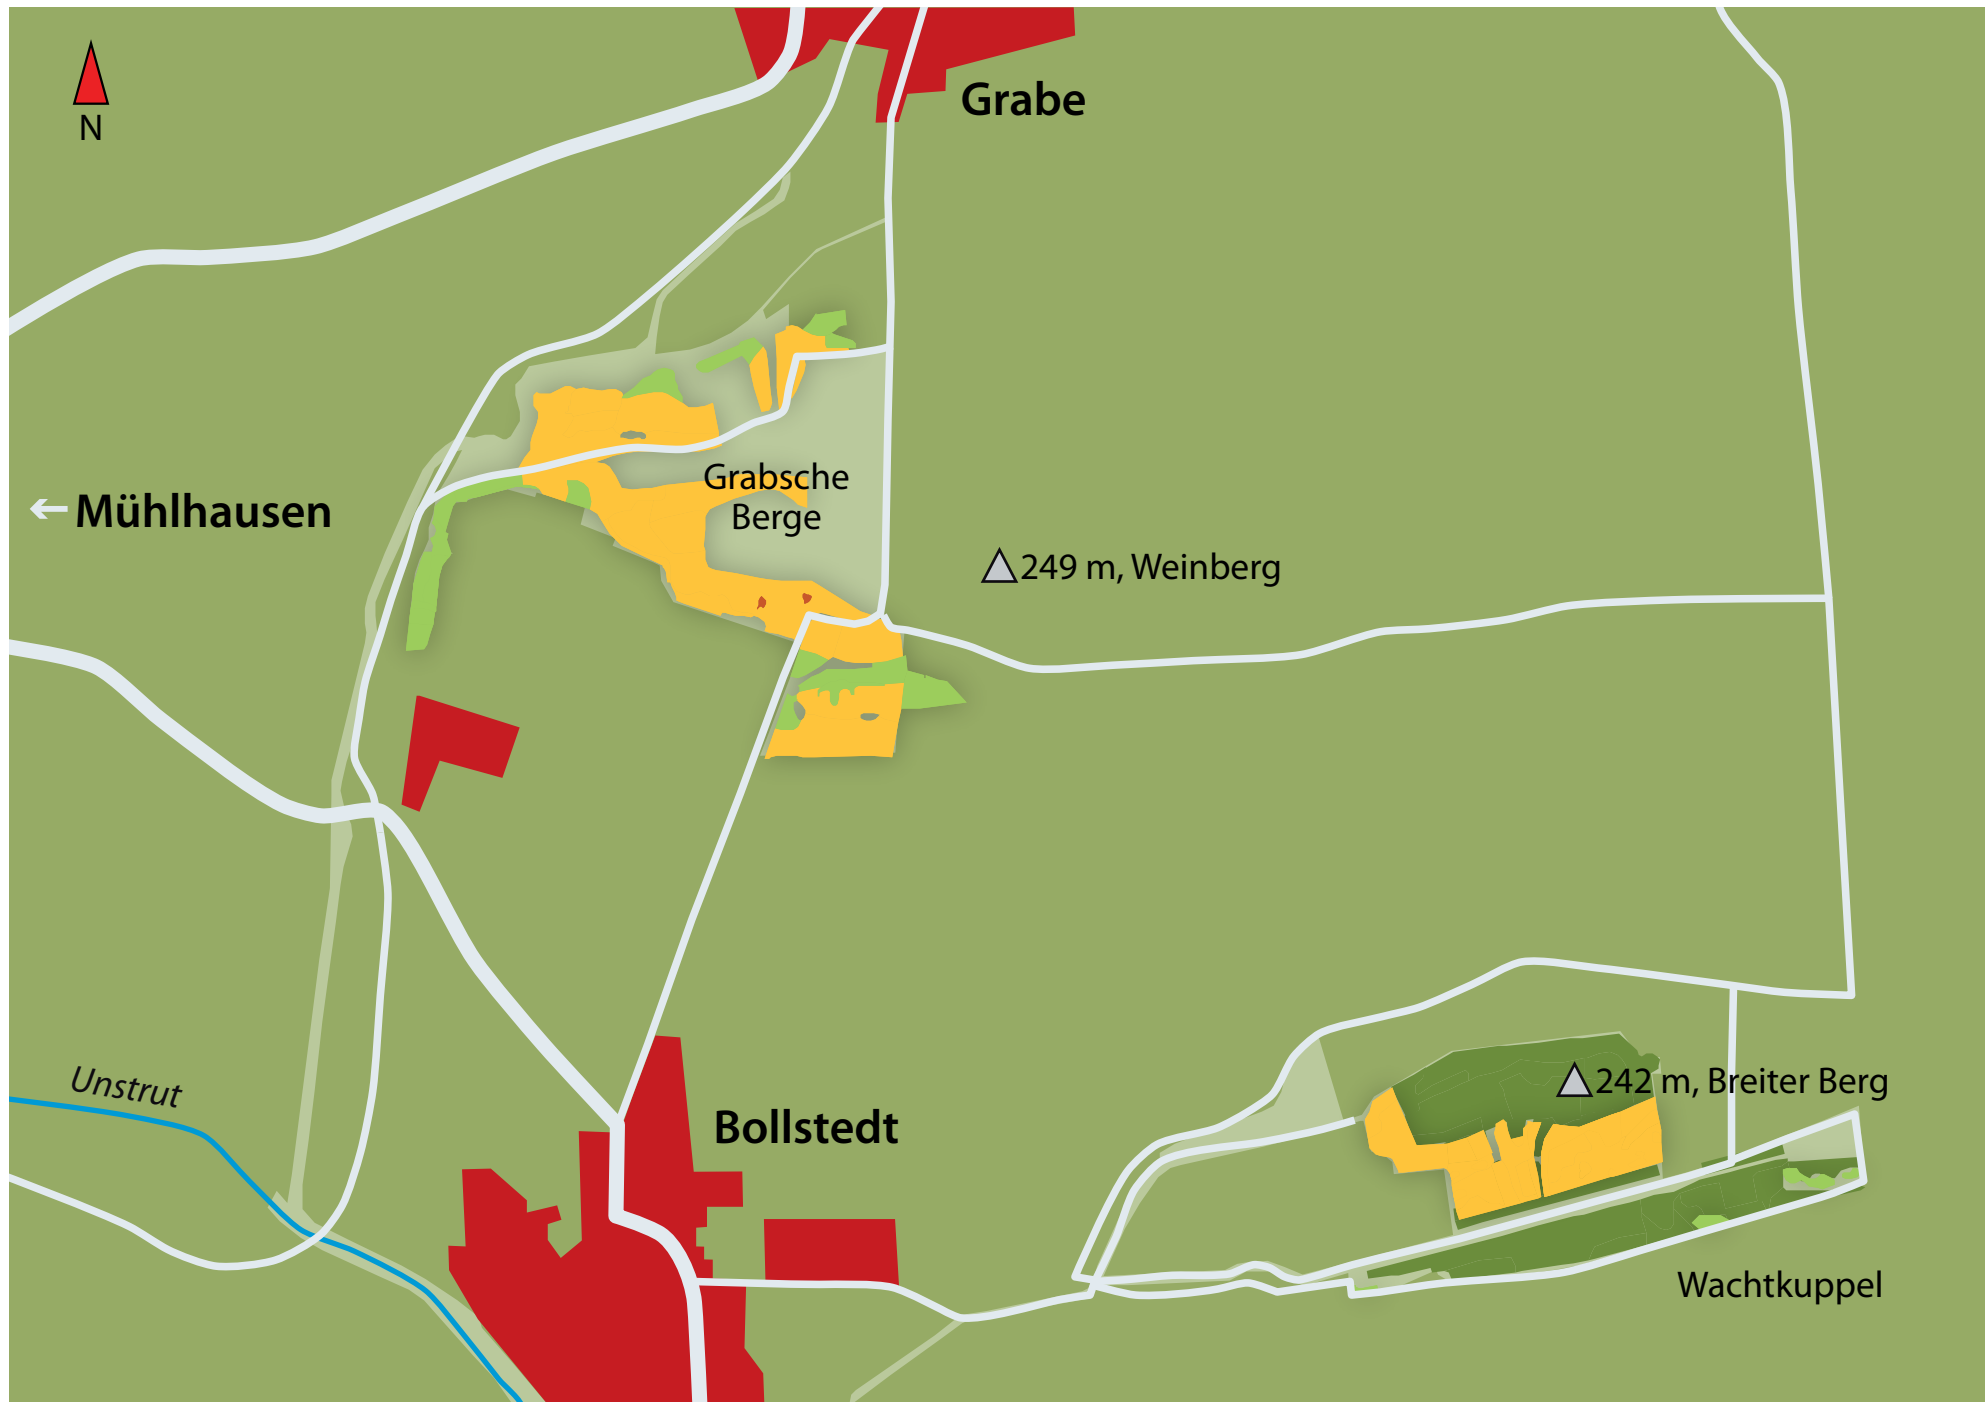 N
Grabe
Grabsche
Berge
← Mühlhausen
249 m, Weinberg
Unstrut
242 m, Breiter Berg
Bollstedt
Wachtkuppel